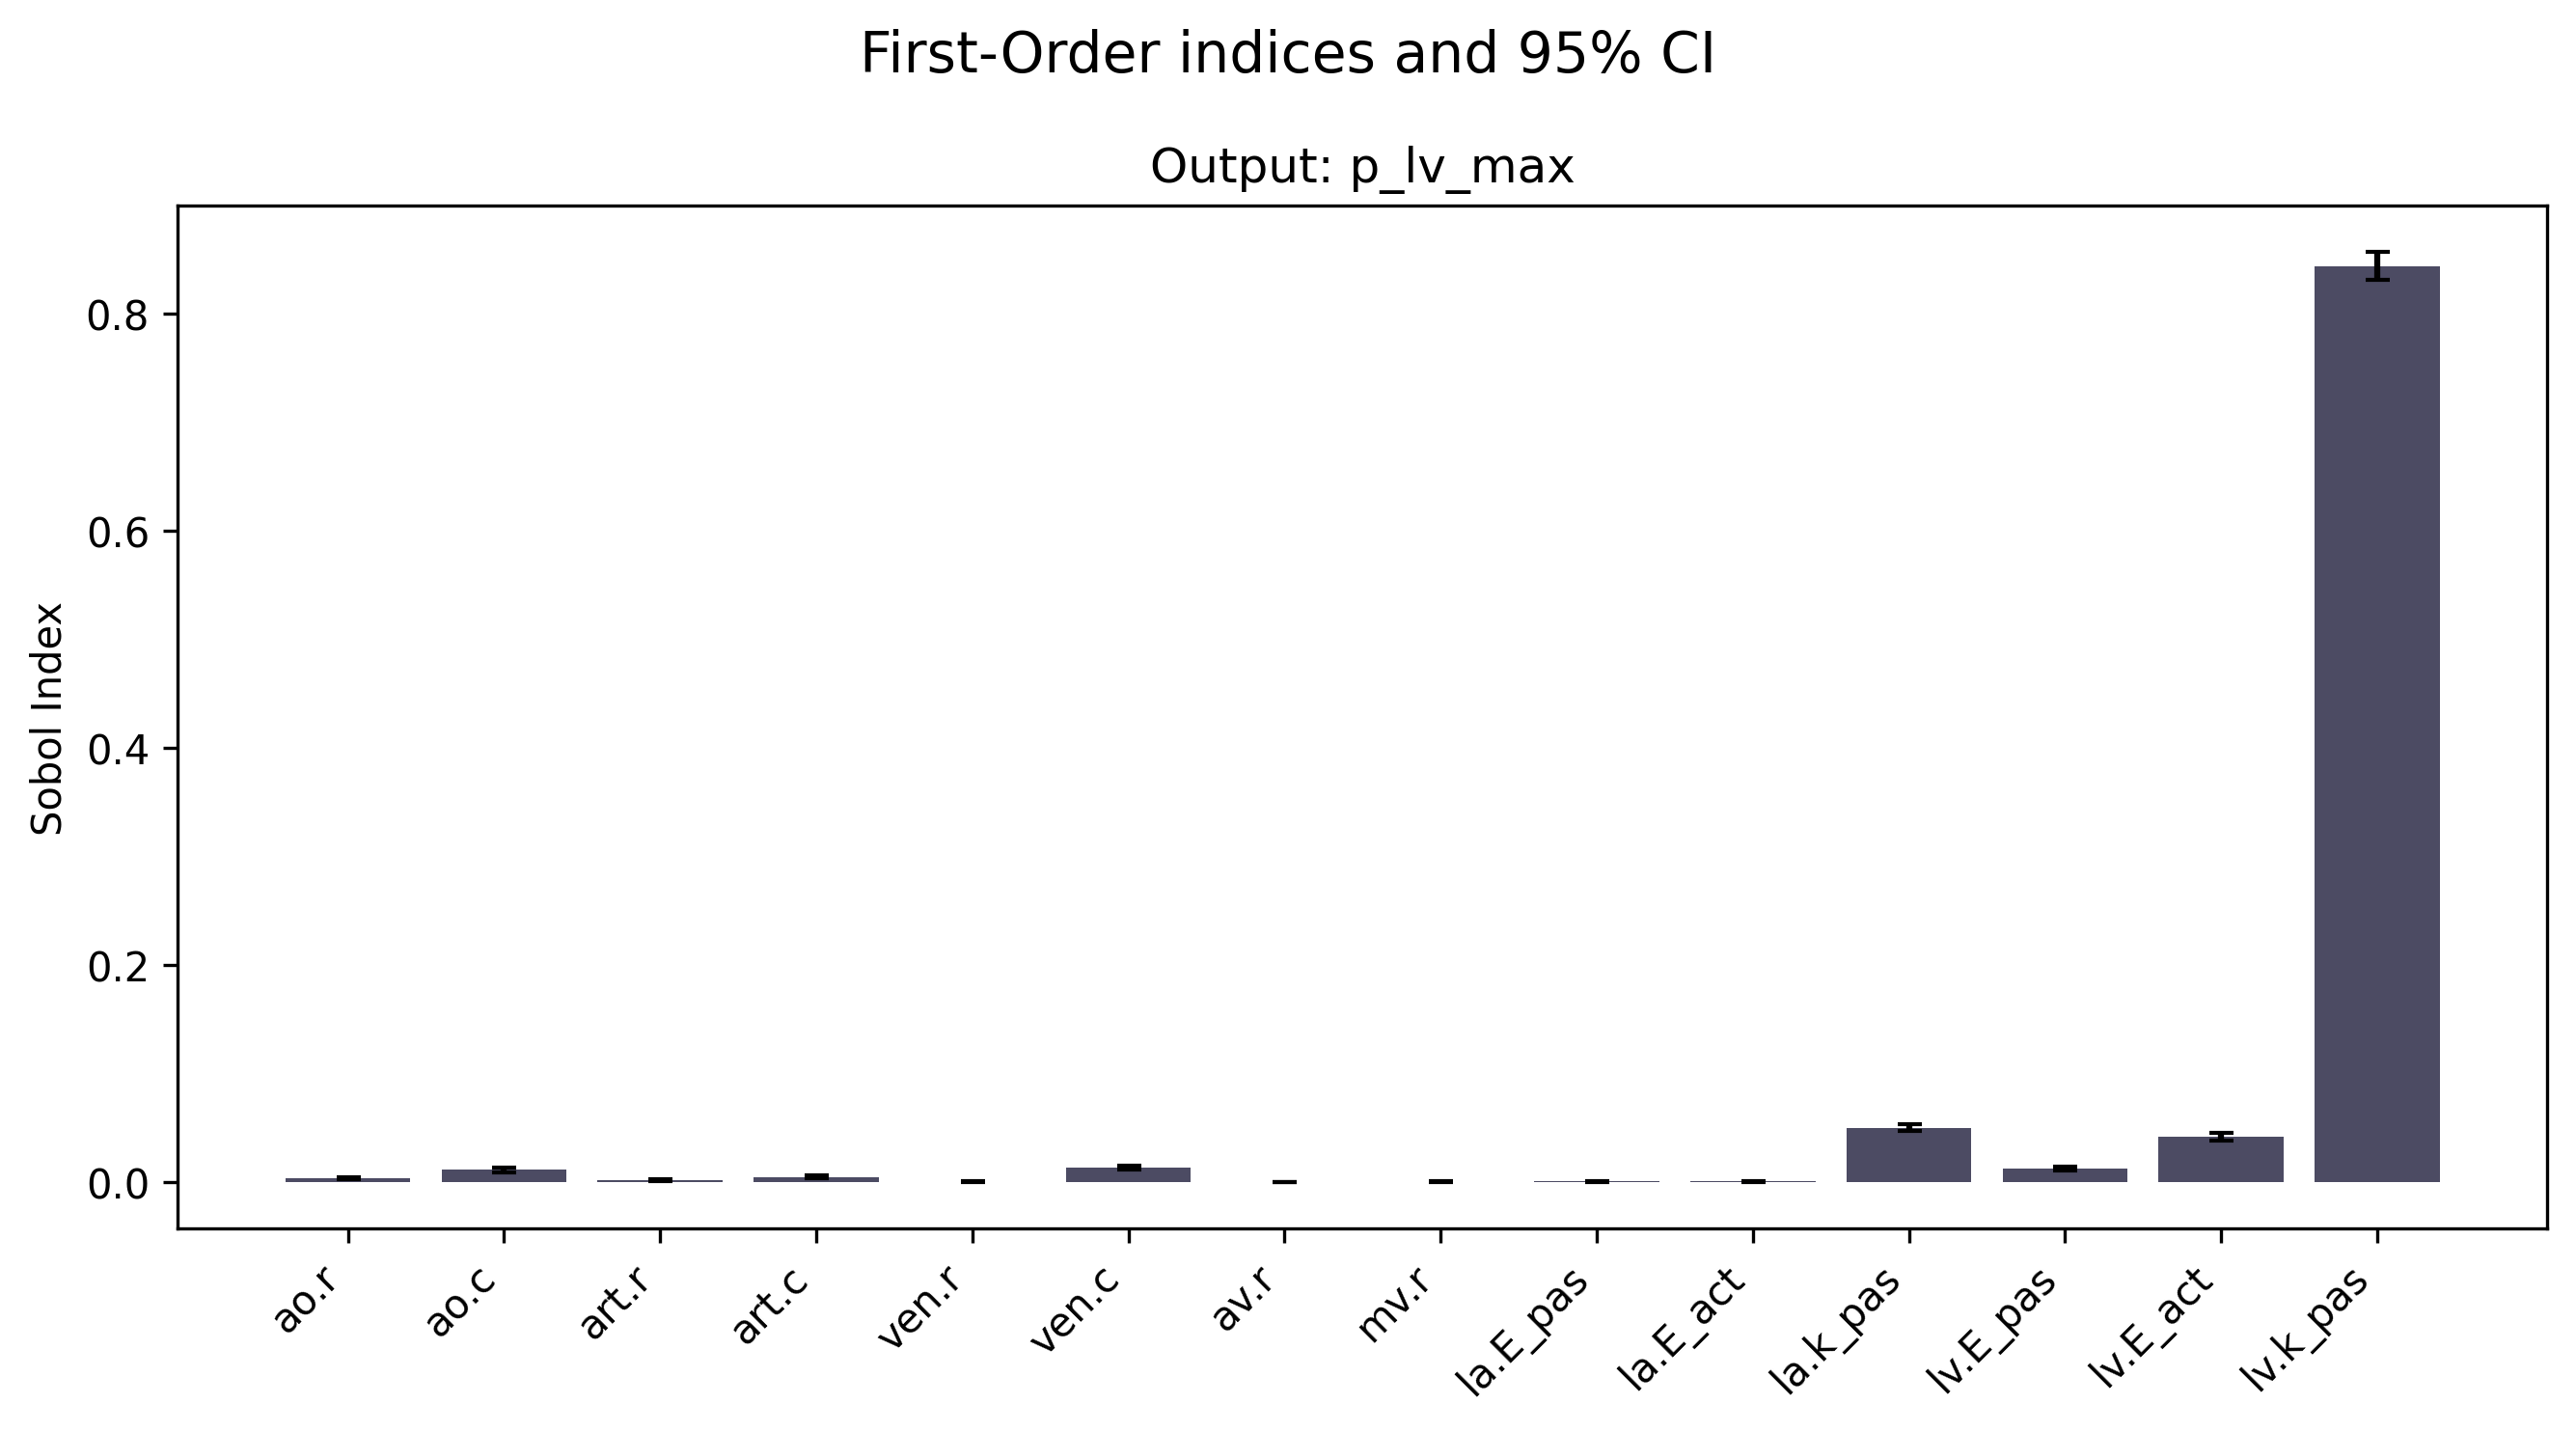 First-Order indices and 95% CI
Output: p_lv_max
Sobol Index
0.8
0.6
0.4
0.2
0.0
ao.r
ao.c
art.r
art.c
ven.r
ven.c
av.r
mv.r
la.E_pas
la.E_act
la.k_pas
lv.E_pas
lv.E_act
lv.k_pas